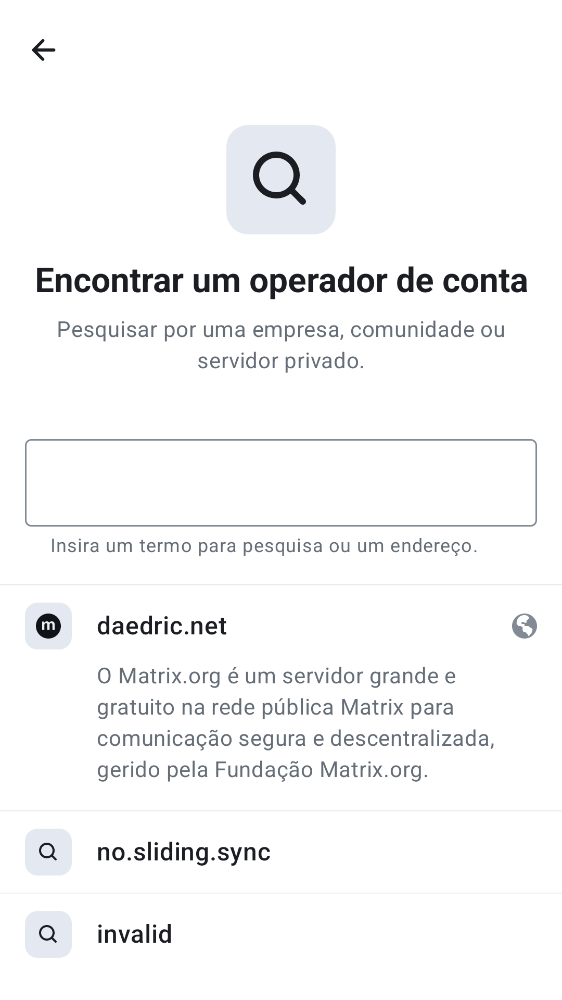 Encontrar um operador de conta
Pesquisar por uma empresa, comunidade ou
servidor privado.
Insira um termo para pesquisa ou um endereço.
m
daedric.net
O Matrix.org é um servidor grande e
gratuito na rede pública Matrix para
comunicação segura e descentralizada,
gerido pela Fundação Matrix.org.
no.sliding.sync
invalid